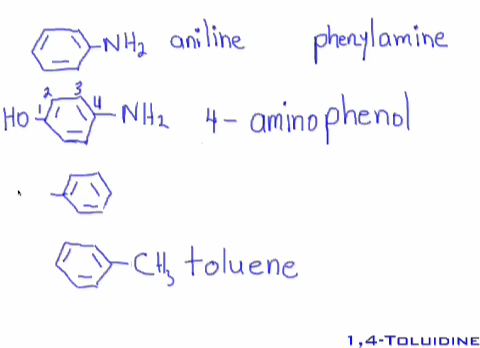 NH2 aniline phenylamine
HO 1 2 3 4 NH2 4- aminophenol
CH3 toluene
1,4-TOLUIDINE